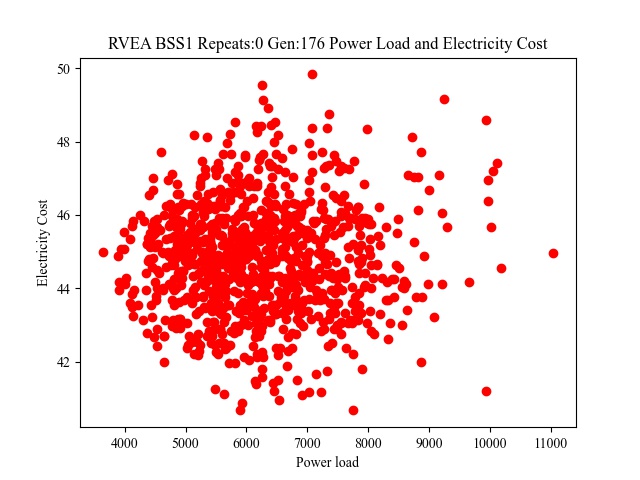 RVEA BSS1 Repeats:0 Gen:176 Power Load and Electricity Cost
50
48
46
44
42
Electricity Cost
4000 5000 6000 7000 8000 9000 10000 11000
Power load